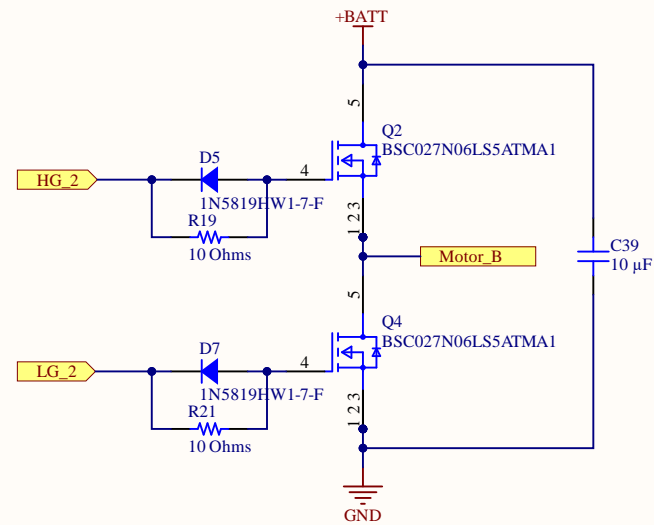 +BATT
5
Q2
BSC027N06LS5ATMA1
D5
4
HG_2
1N5819HW1-7-F
R19
10 Ohms
1 2 3
Motor_B
C39
10 µF
5
Q4
BSC027N06LS5ATMA1
D7
4
LG_2
1N5819HW1-7-F
R21
10 Ohms
1 2 3
GND